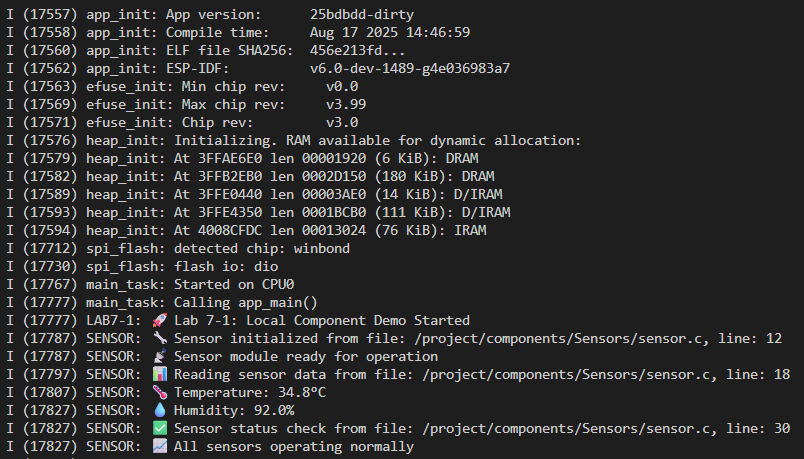 I (17557) app_init: App version:      25bdbdd-dirty
I (17558) app_init: Compile time:     Aug 17 2025 14:46:59
I (17560) app_init: ELF file SHA256:  456e213fd...
I (17562) app_init: ESP-IDF:          v6.0-dev-1489-g4e036983a7
I (17563) efuse_init: Min chip rev:     v0.0
I (17569) efuse_init: Max chip rev:     v3.99
I (17571) efuse_init: Chip rev:         v3.0
I (17576) heap_init: Initializing. RAM available for dynamic allocation:
I (17579) heap_init: At 3FFAE6E0 len 00001920 (6 KiB): DRAM
I (17582) heap_init: At 3FFB2EB0 len 0002D150 (180 KiB): DRAM
I (17589) heap_init: At 3FFE0440 len 00003AE0 (14 KiB): D/IRAM
I (17593) heap_init: At 3FFE4350 len 0001BCB0 (111 KiB): D/IRAM
I (17594) heap_init: At 4008CFDC len 00013024 (76 KiB): IRAM
I (17712) spi_flash: detected chip: winbond
I (17730) spi_flash: flash io: dio
I (17767) main_task: Started on CPU0
I (17777) main_task: Calling app_main()
I (17777) LAB7-1: 🚀 Lab 7-1: Local Component Demo Started
I (17787) SENSOR: 🔧 Sensor initialized from file: /project/components/Sensors/sensor.c, line: 12
I (17787) SENSOR: 📡 Sensor module ready for operation
I (17797) SENSOR: 📊 Reading sensor data from file: /project/components/Sensors/sensor.c, line: 18
I (17807) SENSOR: 🌡️ Temperature: 34.8°C
I (17827) SENSOR: 💧 Humidity: 92.0%
I (17827) SENSOR: ✅ Sensor status check from file: /project/components/Sensors/sensor.c, line: 30
I (17827) SENSOR: 📈 All sensors operating normally